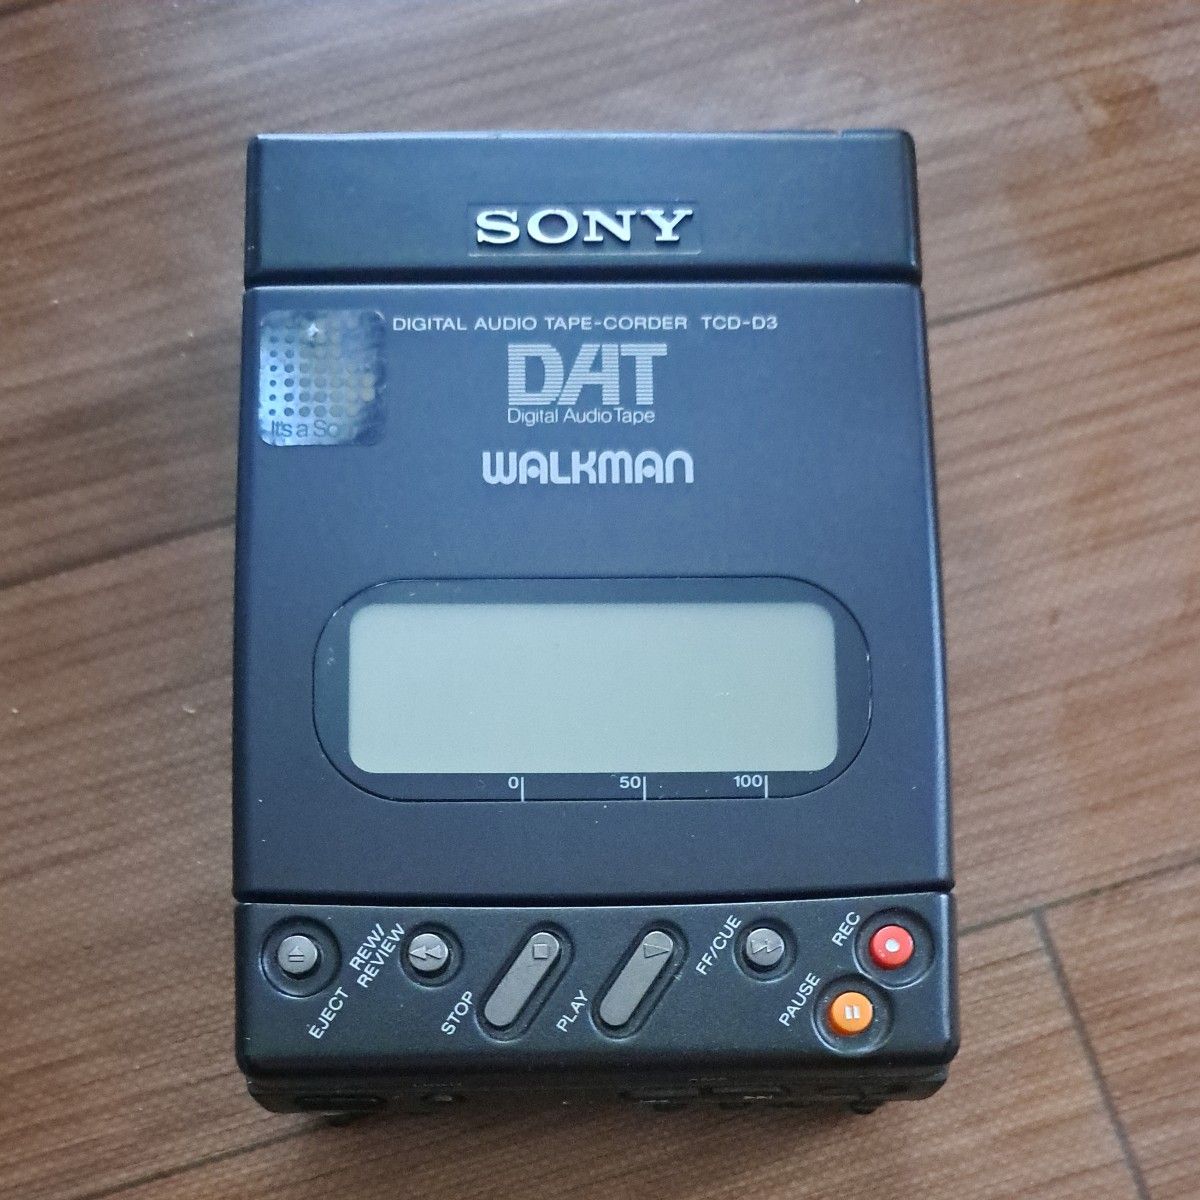 SONY
DIGITAL AUDIO TAPE-CORDER TCD-D3
DAT
Digital Audio Tape
WALKMAN
It's a
0 50 100
EJECT
REW/
REVIEW
STOP
PLAY
FF/CUE
REC
PAUSE